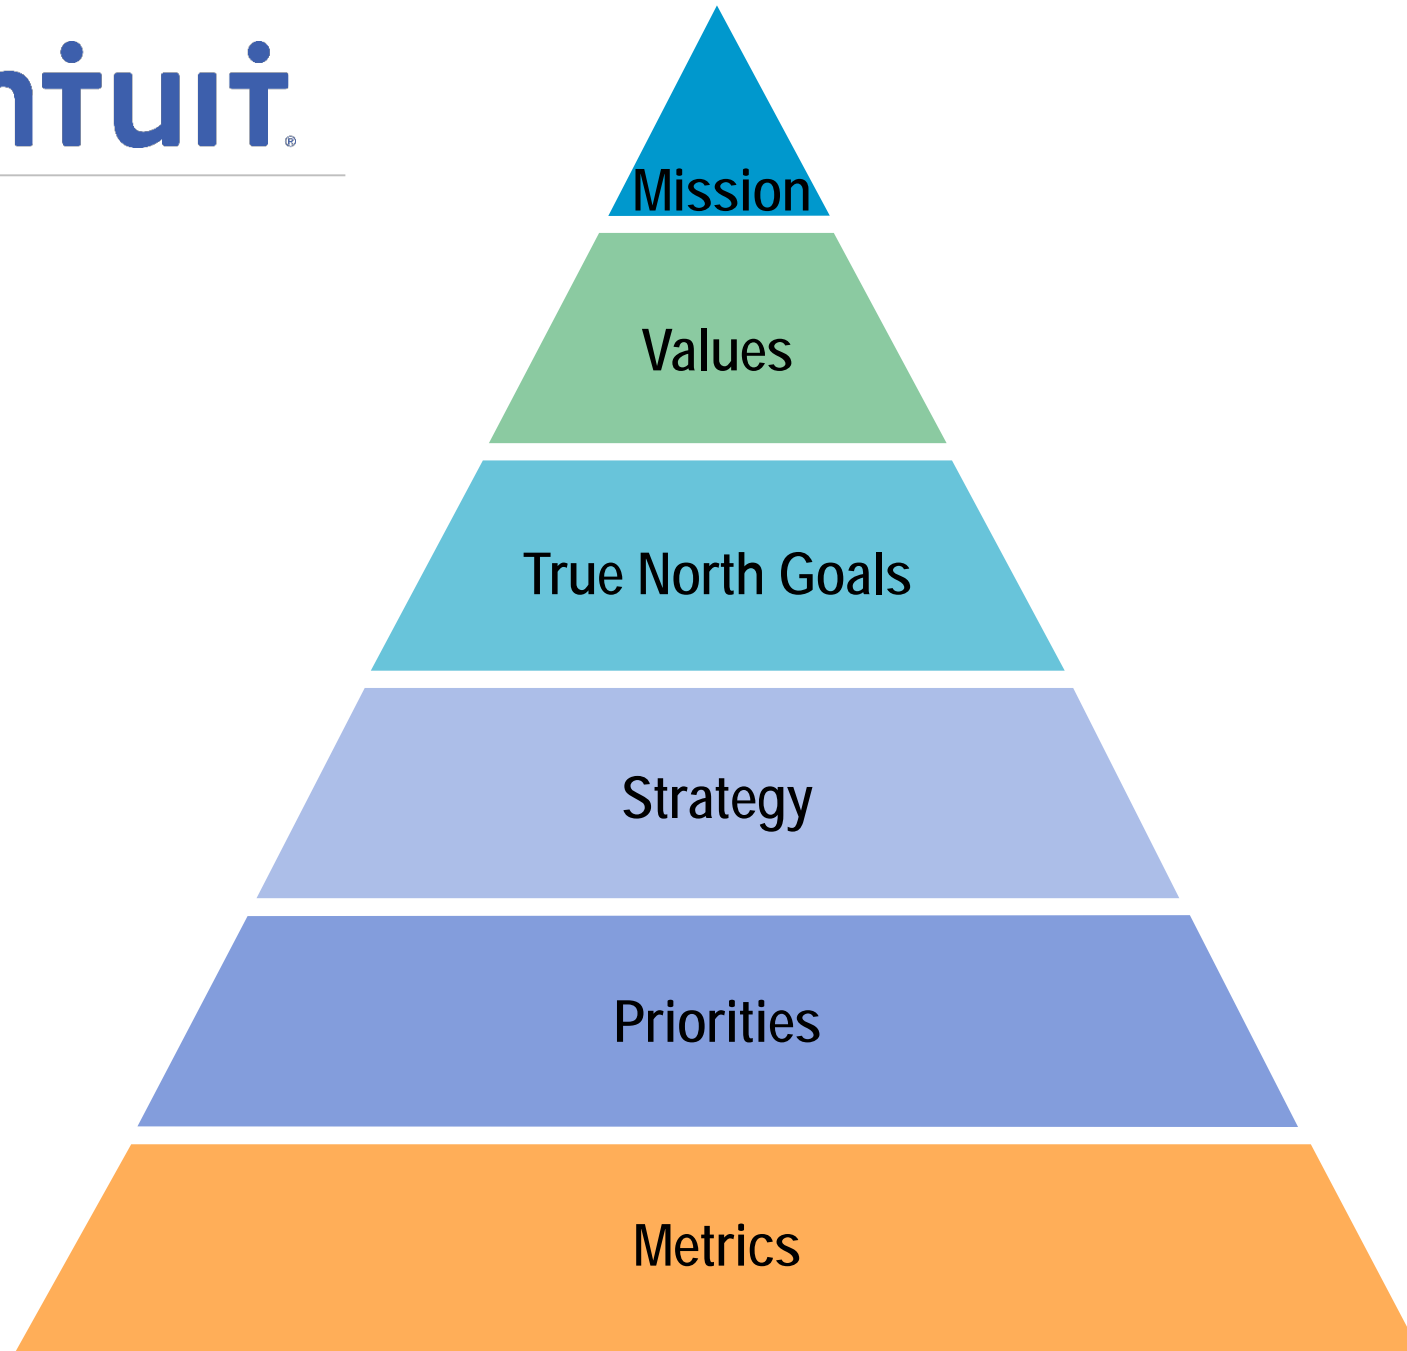 ntuit®
Mission
Values
True North Goals
Strategy
Priorities
Metrics